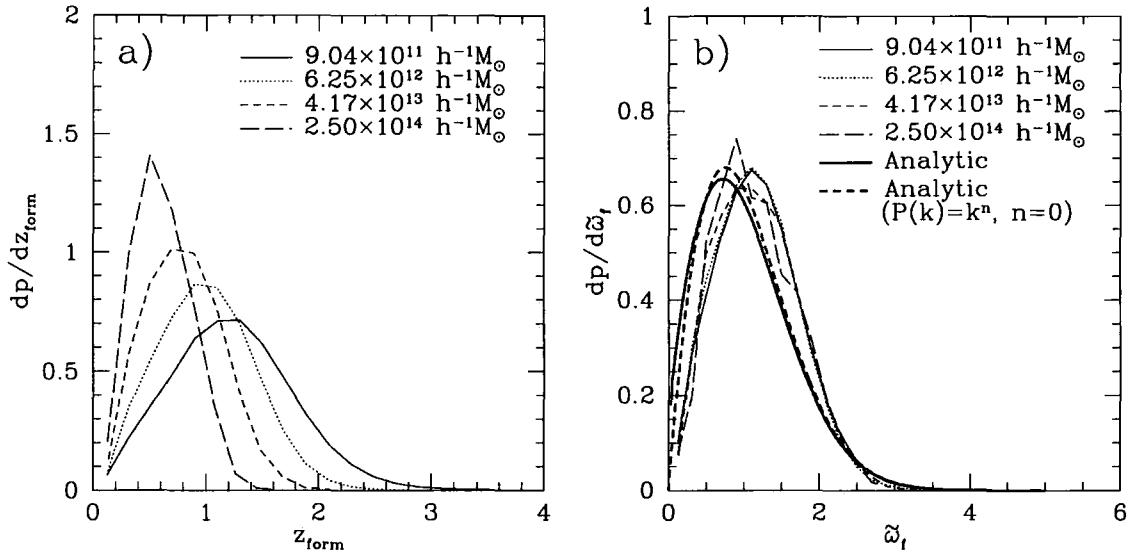 a)
9.04×10¹¹ h⁻¹M⊙
6.25×10¹² h⁻¹M⊙
4.17×10¹³ h⁻¹M⊙
2.50×10¹⁴ h⁻¹M⊙
2
1.5
1
0.5
0
dp/dz_form
0 1 2 3 4
z_form
b)
9.04×10¹¹ h⁻¹M⊙
6.25×10¹² h⁻¹M⊙
4.17×10¹³ h⁻¹M⊙
2.50×10¹⁴ h⁻¹M⊙
Analytic
Analytic
(P(k)=kⁿ, n=0)
1
0.8
0.6
0.4
0.2
0
dp/dω̃_f
0 2 4 6
ω̃_f